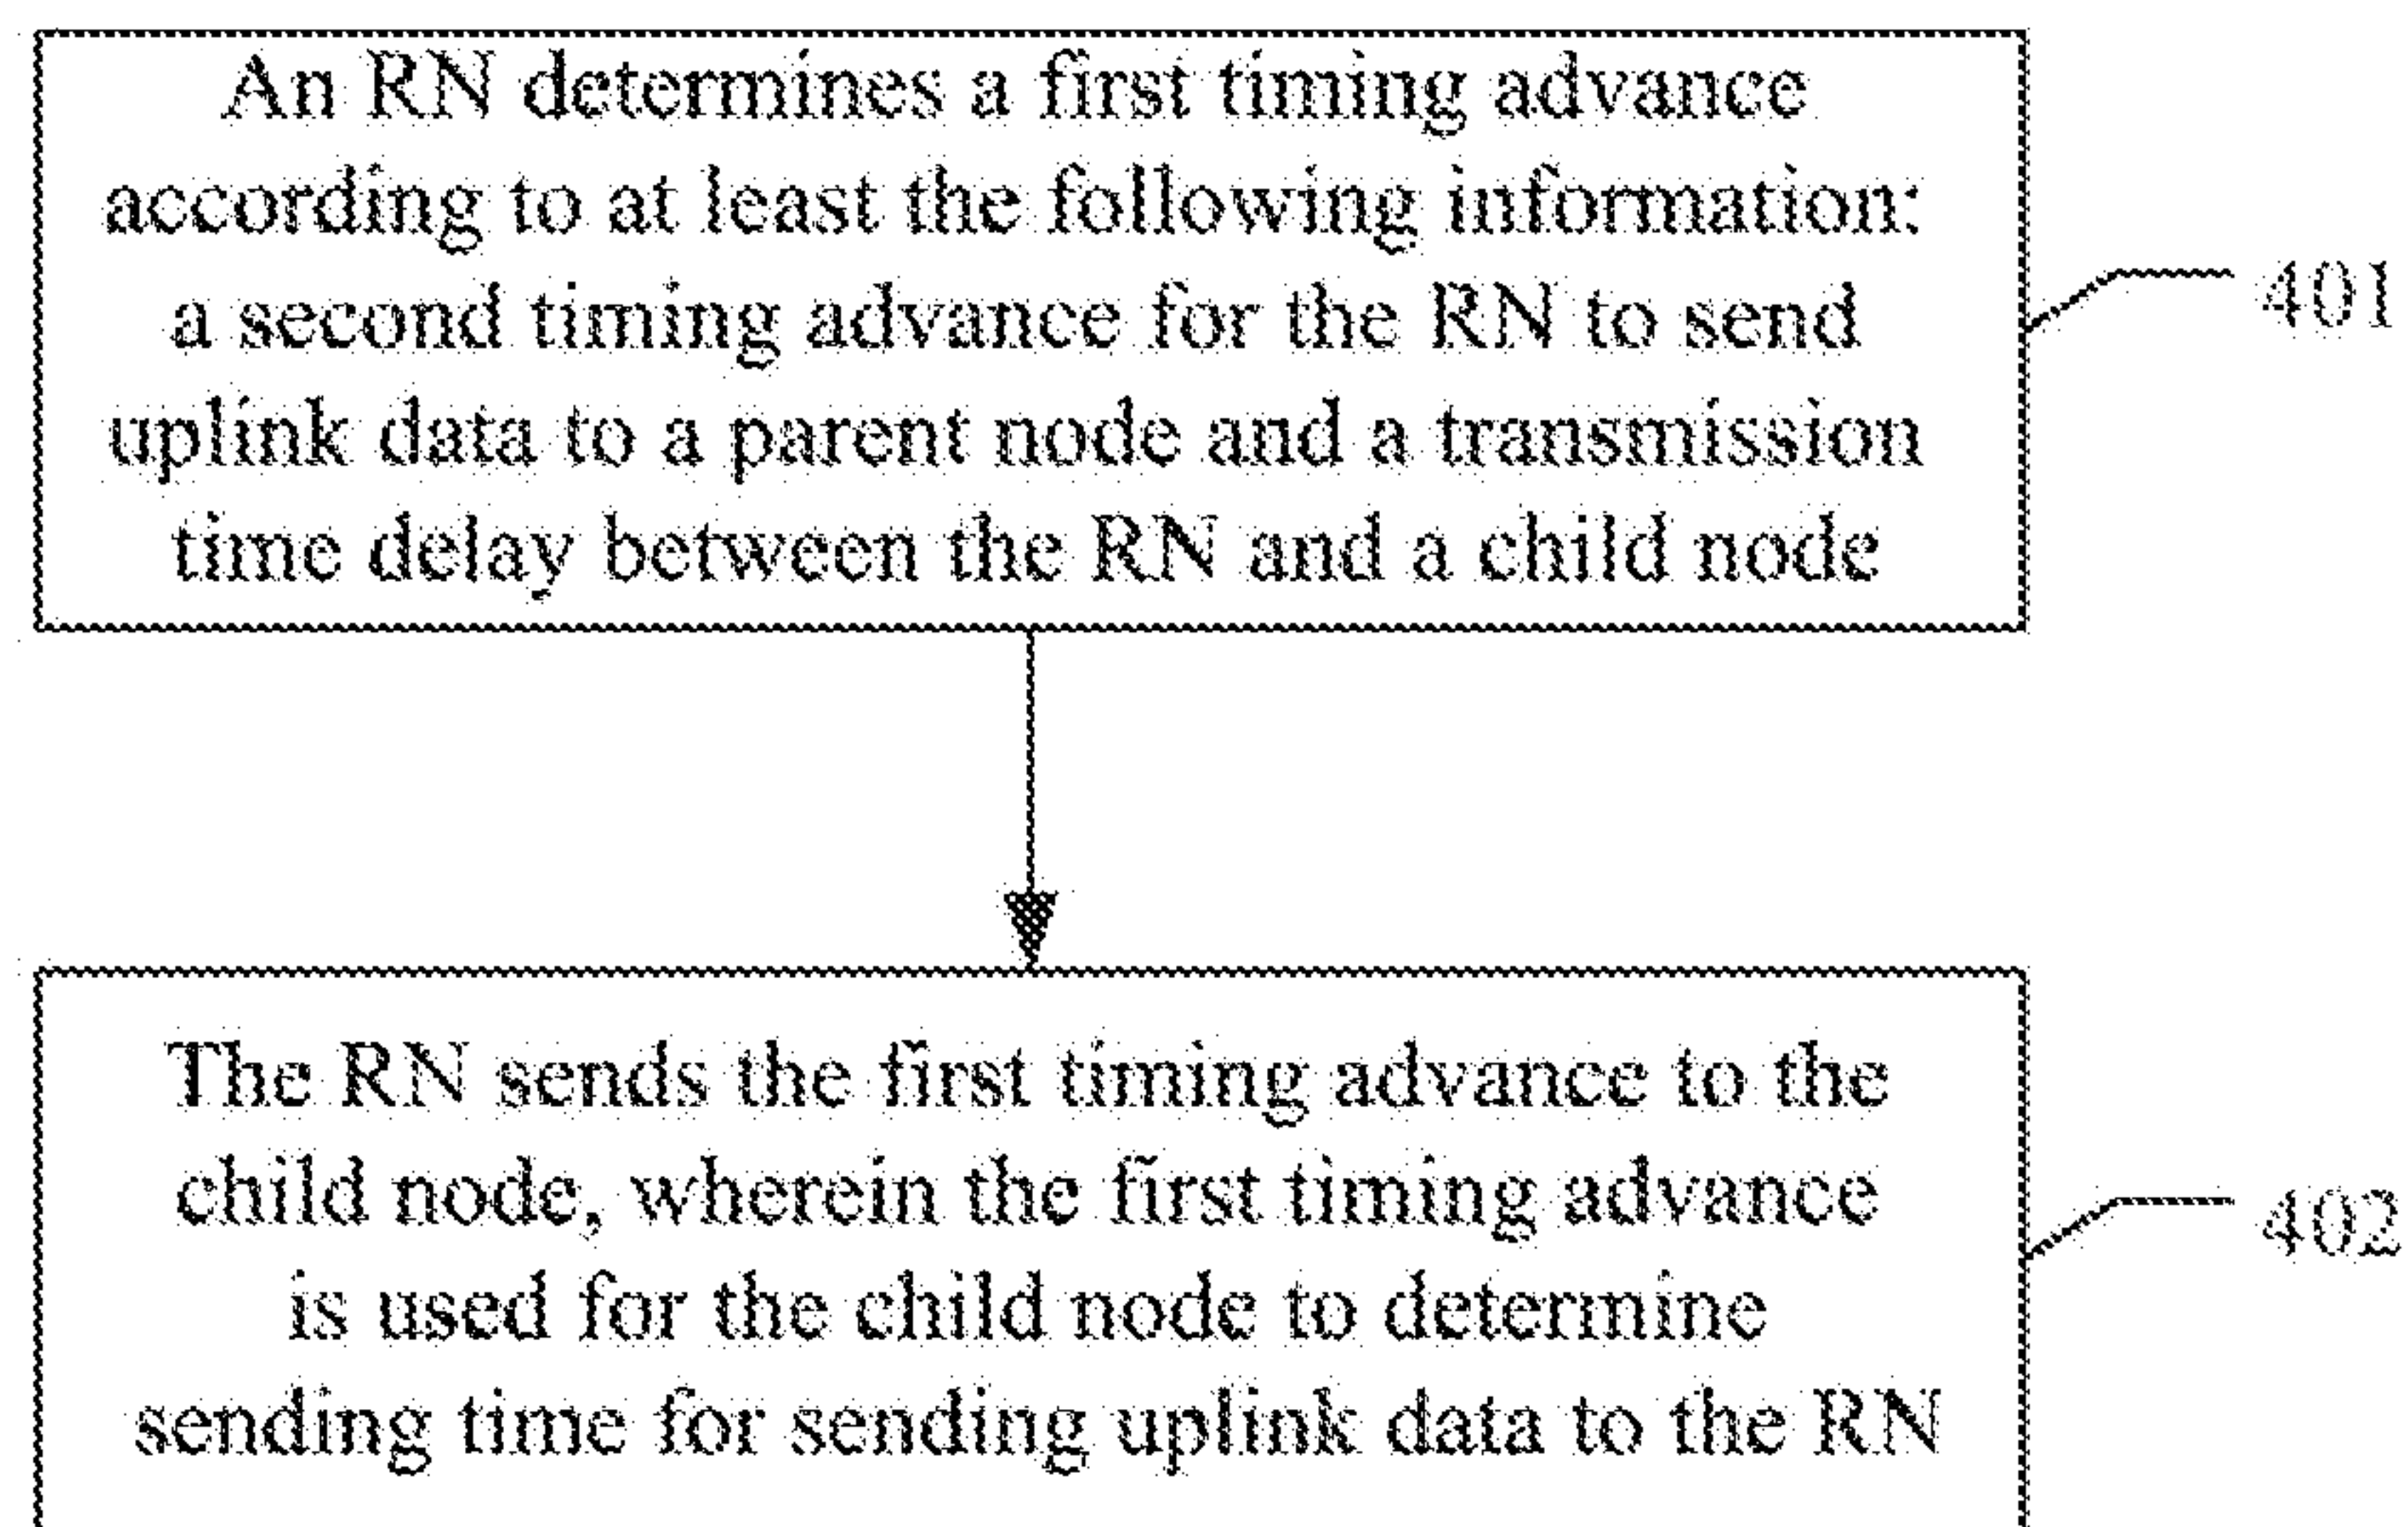 An RN determines a first timing advance
according to at least the following information:
a second timing advance for the RN to send
uplink data to a parent node and a transmission
time delay between the RN and a child node
401
The RN sends the first timing advance to the
child node, wherein the first timing advance
is used for the child node to determine
sending time for sending uplink data to the RN
402